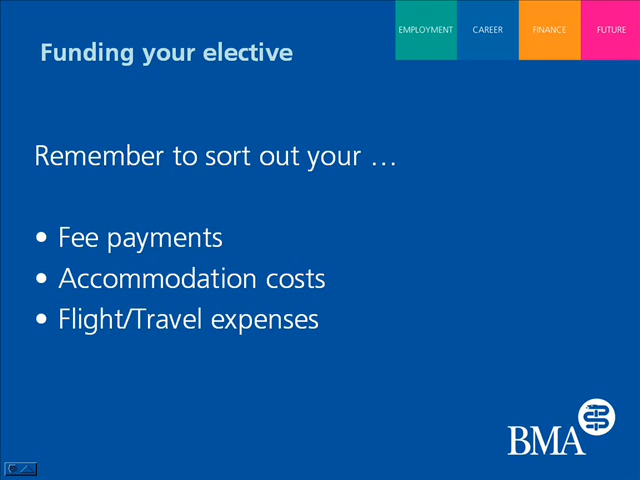 EMPLOYMENT CAREER FINANCE FUTURE
Funding your elective
Remember to sort out your …
• Fee payments
• Accommodation costs
• Flight/Travel expenses
BMA